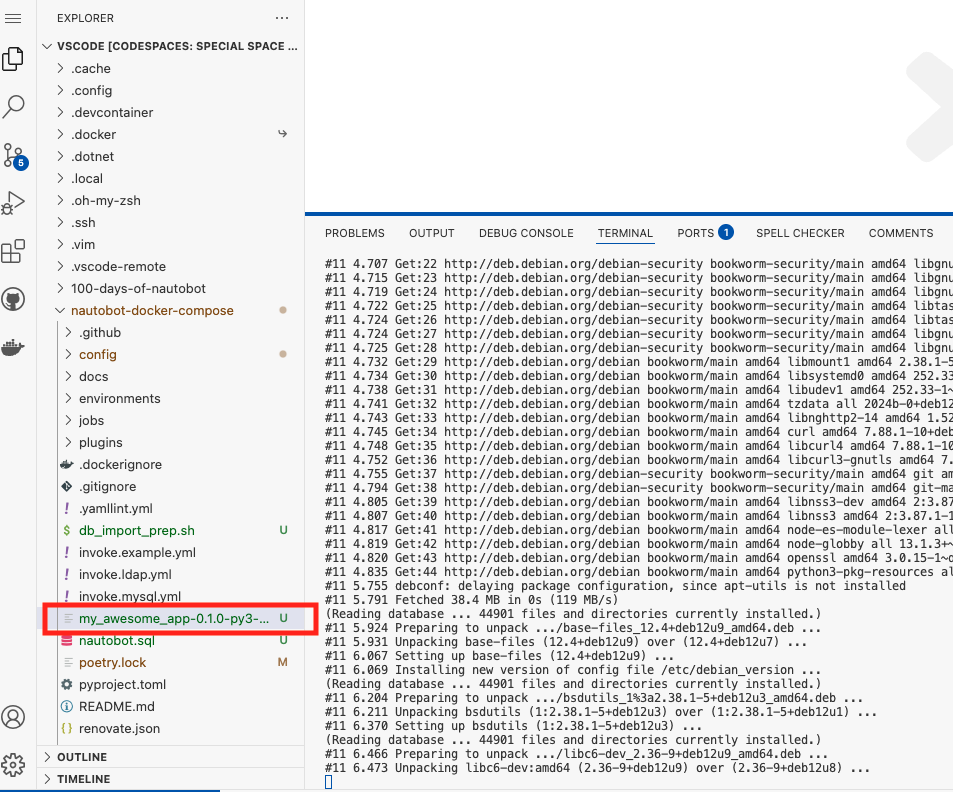 EXPLORER
VSCODE [CODESPACES: SPECIAL SPACE ...
.cache
.config
.devcontainer
.docker
.dotnet
.local
.oh-my-zsh
.ssh
.vim
.vscode-remote
100-days-of-nautobot
nautobot-docker-compose
.github
config
docs
environments
jobs
plugins
.dockerignore
.gitignore
! .yamllint.yml
$ db_import_prep.sh U
! invoke.example.yml
! invoke.ldap.yml
! invoke.mysql.yml
my_awesome_app-0.1.0-py3-... U
nautobot.sql U
poetry.lock M
pyproject.toml
README.md
{} renovate.json
OUTLINE
TIMELINE
5
PROBLEMS OUTPUT DEBUG CONSOLE TERMINAL PORTS 1 SPELL CHECKER COMMENTS
#11 4.707 Get:22 http://deb.debian.org/debian-security bookworm-security/main amd64 libgnu
#11 4.715 Get:23 http://deb.debian.org/debian-security bookworm-security/main amd64 libgnu
#11 4.719 Get:24 http://deb.debian.org/debian-security bookworm-security/main amd64 libgnu
#11 4.722 Get:25 http://deb.debian.org/debian-security bookworm-security/main amd64 libtas
#11 4.724 Get:26 http://deb.debian.org/debian-security bookworm-security/main amd64 libtas
#11 4.724 Get:27 http://deb.debian.org/debian-security bookworm-security/main amd64 libgnu
#11 4.725 Get:28 http://deb.debian.org/debian-security bookworm-security/main amd64 libgnu
#11 4.732 Get:29 http://deb.debian.org/debian bookworm/main amd64 libmount1 amd64 2.38.1-5
#11 4.734 Get:30 http://deb.debian.org/debian bookworm/main amd64 libsystemd0 amd64 252.33
#11 4.738 Get:31 http://deb.debian.org/debian bookworm/main amd64 libudev1 amd64 252.33-1~
#11 4.741 Get:32 http://deb.debian.org/debian bookworm/main amd64 tzdata all 2024b-0+deb12
#11 4.743 Get:33 http://deb.debian.org/debian bookworm/main amd64 libnghttp2-14 amd64 1.52
#11 4.745 Get:34 http://deb.debian.org/debian bookworm/main amd64 curl amd64 7.88.1-10+deb
#11 4.748 Get:35 http://deb.debian.org/debian bookworm/main amd64 libcurl4 amd64 7.88.1-10
#11 4.752 Get:36 http://deb.debian.org/debian bookworm/main amd64 libcurl3-gnutls amd64 7.
#11 4.755 Get:37 http://deb.debian.org/debian-security bookworm-security/main amd64 git am
#11 4.794 Get:38 http://deb.debian.org/debian-security bookworm-security/main amd64 git-ma
#11 4.805 Get:39 http://deb.debian.org/debian bookworm/main amd64 libnss3-dev amd64 2:3.87
#11 4.807 Get:40 http://deb.debian.org/debian bookworm/main amd64 libnss3 amd64 2:3.87.1-1
#11 4.817 Get:41 http://deb.debian.org/debian bookworm/main amd64 node-es-module-lexer all
#11 4.819 Get:42 http://deb.debian.org/debian bookworm/main amd64 node-globby all 13.1.3+~
#11 4.820 Get:43 http://deb.debian.org/debian bookworm/main amd64 openssl amd64 3.0.15-1~d
#11 4.835 Get:44 http://deb.debian.org/debian bookworm/main amd64 python3-pkg-resources al
#11 5.755 debconf: delaying package configuration, since apt-utils is not installed
#11 5.791 Fetched 38.4 MB in 0s (119 MB/s)
(Reading database ... 44901 files and directories currently installed.)
#11 5.924 Preparing to unpack .../base-files_12.4+deb12u9_amd64.deb ...
#11 5.931 Unpacking base-files (12.4+deb12u9) over (12.4+deb12u7) ...
#11 6.067 Setting up base-files (12.4+deb12u9) ...
#11 6.069 Installing new version of config file /etc/debian_version ...
(Reading database ... 44901 files and directories currently installed.)
#11 6.204 Preparing to unpack .../bsdutils_1%3a2.38.1-5+deb12u3_amd64.deb ...
#11 6.211 Unpacking bsdutils (1:2.38.1-5+deb12u3) over (1:2.38.1-5+deb12u1) ...
#11 6.370 Setting up bsdutils (1:2.38.1-5+deb12u3) ...
(Reading database ... 44901 files and directories currently installed.)
#11 6.466 Preparing to unpack .../libc6-dev_2.36-9+deb12u9_amd64.deb ...
#11 6.473 Unpacking libc6-dev:amd64 (2.36-9+deb12u9) over (2.36-9+deb12u8) ...